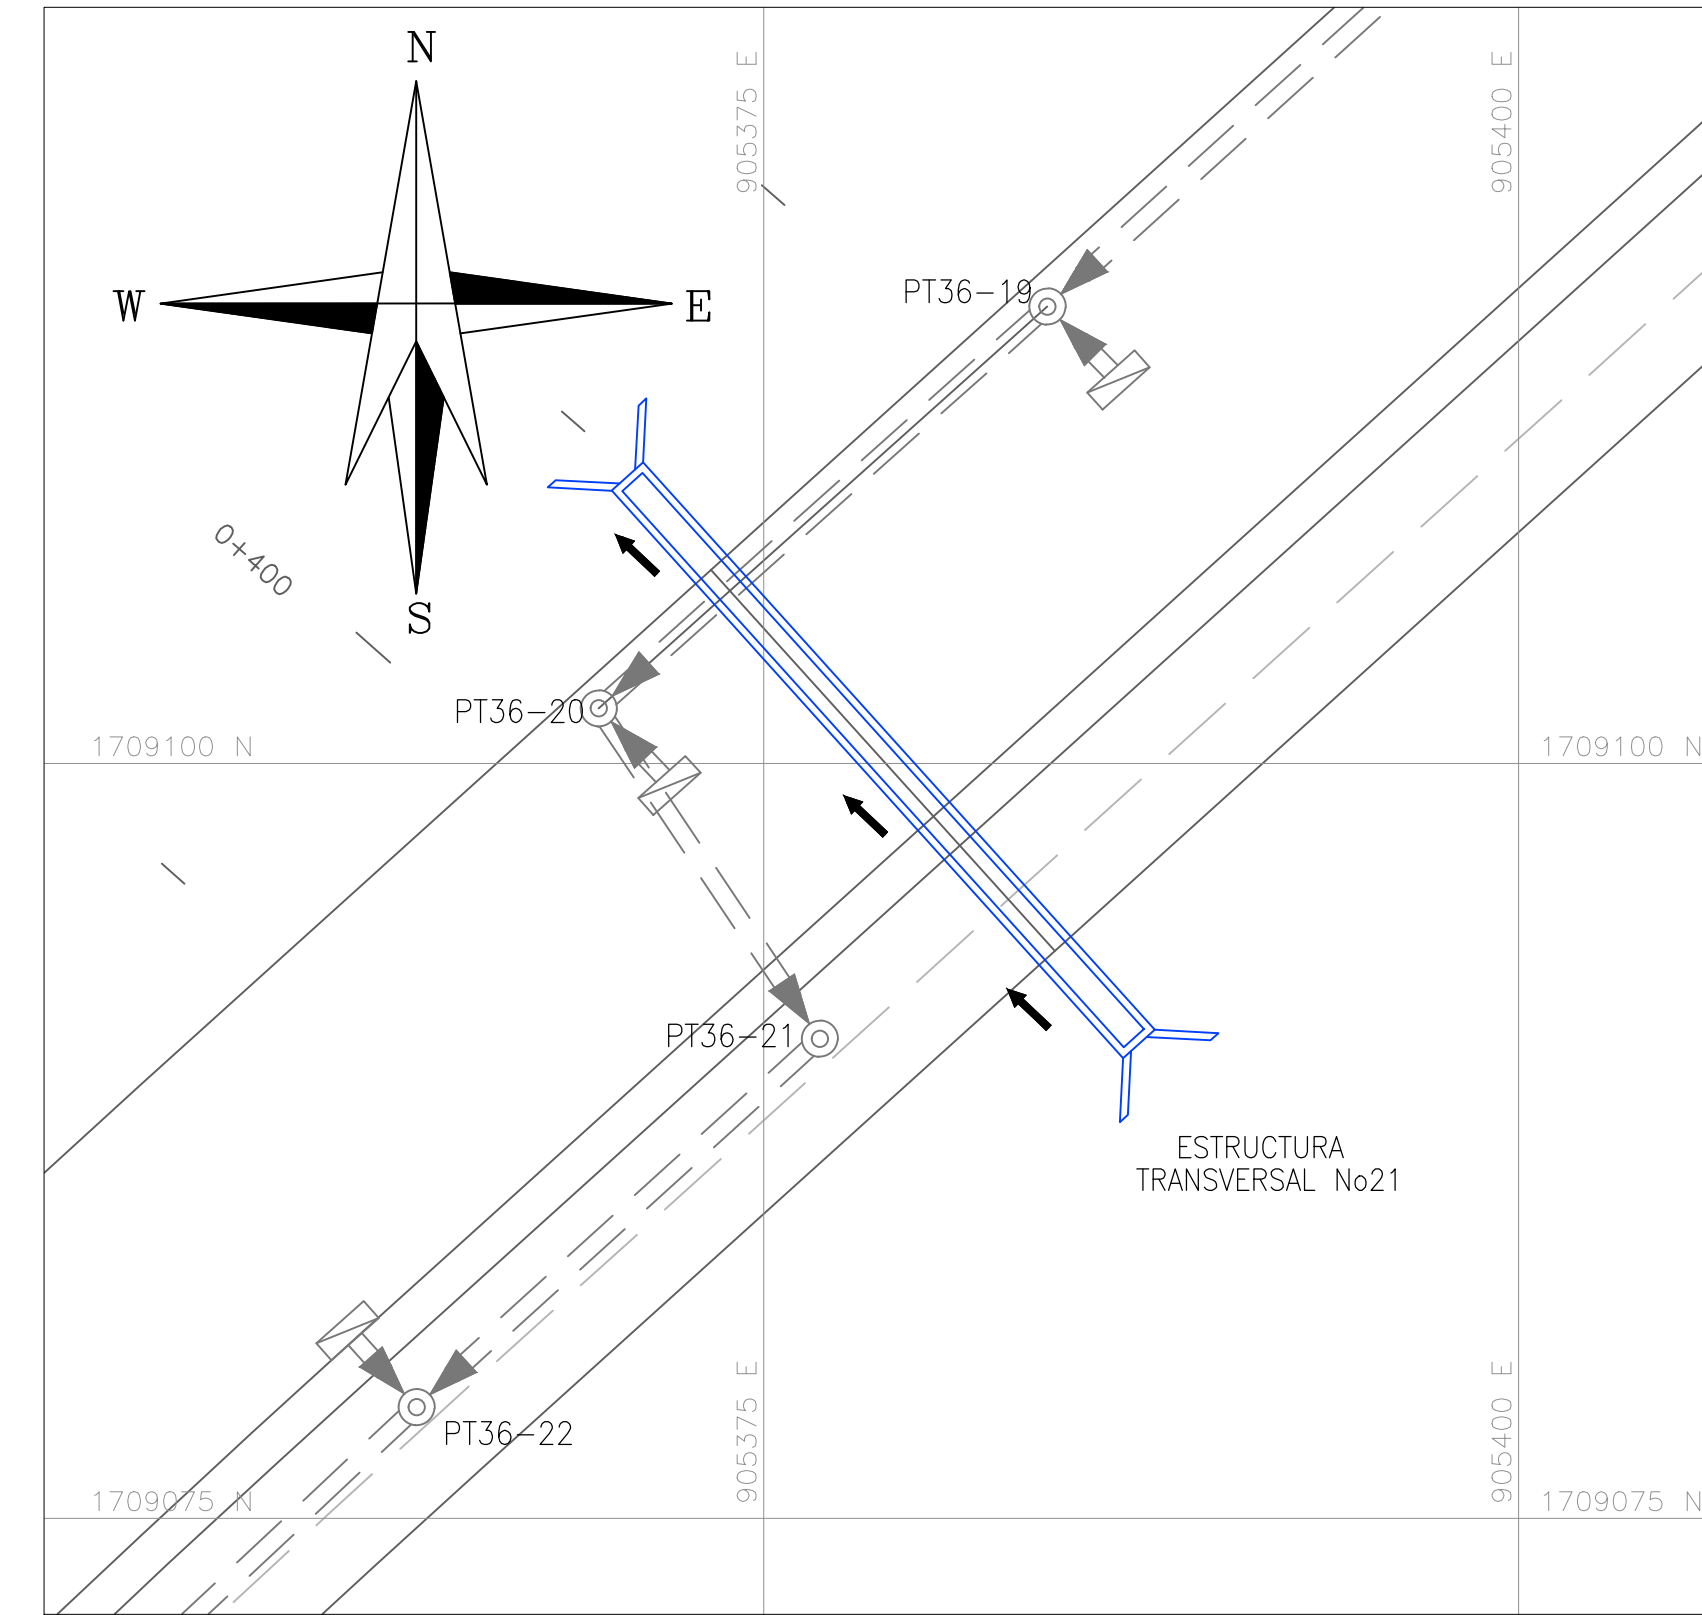 N
905375 E
905400 E
W
E
PT36-19
0+400
S
PT36-20
1709100 N
1709100 N
PT36-21
ESTRUCTURA
TRANSVERSAL No21
905375 E
905400 E
PT36-22
1709075 N
1709075 N